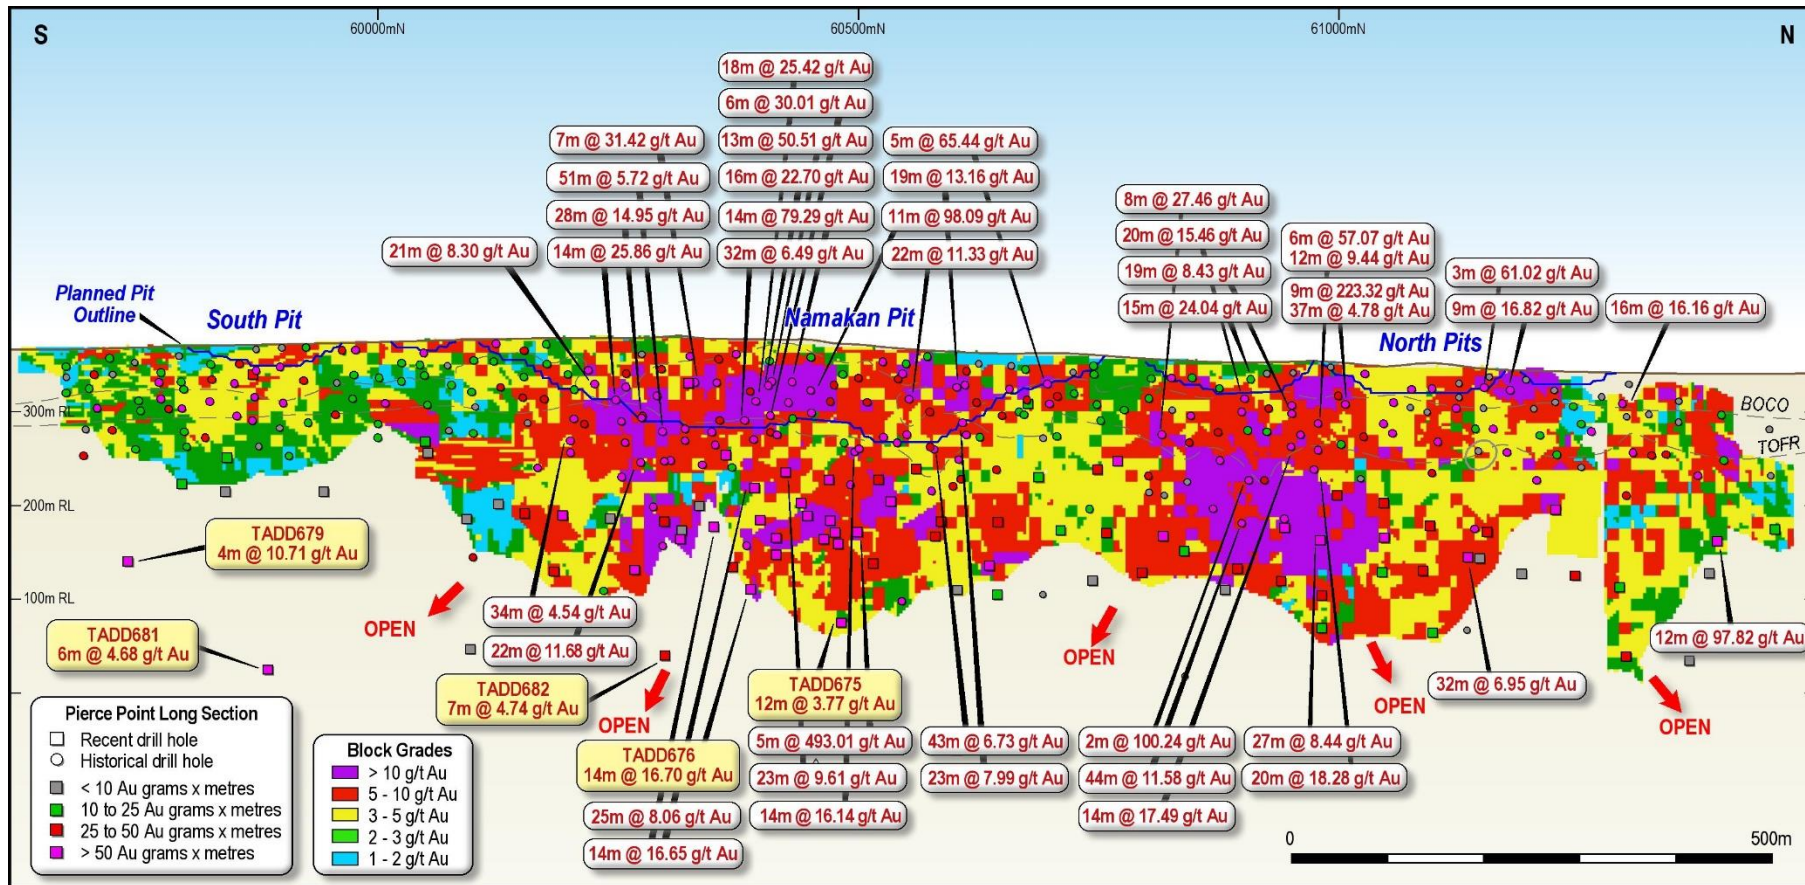 S
60000mN
60500mN
61000mN
N
18m @ 25.42 g/t Au
6m @ 30.01 g/t Au
13m @ 50.51 g/t Au
16m @ 22.70 g/t Au
14m @ 79.29 g/t Au
32m @ 6.49 g/t Au
7m @ 31.42 g/t Au
51m @ 5.72 g/t Au
28m @ 14.95 g/t Au
14m @ 25.86 g/t Au
21m @ 8.30 g/t Au
5m @ 65.44 g/t Au
19m @ 13.16 g/t Au
11m @ 98.09 g/t Au
22m @ 11.33 g/t Au
8m @ 27.46 g/t Au
20m @ 15.46 g/t Au
19m @ 8.43 g/t Au
15m @ 24.04 g/t Au
6m @ 57.07 g/t Au
12m @ 9.44 g/t Au
9m @ 223.32 g/t Au
37m @ 4.78 g/t Au
3m @ 61.02 g/t Au
9m @ 16.82 g/t Au
16m @ 16.16 g/t Au
Planned Pit
Outline
South Pit
Namakan Pit
North Pits
300m RL
BOCO
TOFR
200m RL
100m RL
TADD679
4m @ 10.71 g/t Au
TADD681
6m @ 4.68 g/t Au
OPEN
34m @ 4.54 g/t Au
22m @ 11.68 g/t Au
TADD682
7m @ 4.74 g/t Au
OPEN
TADD676
14m @ 16.70 g/t Au
25m @ 8.06 g/t Au
14m @ 16.65 g/t Au
TADD675
12m @ 3.77 g/t Au
5m @ 493.01 g/t Au
23m @ 9.61 g/t Au
14m @ 16.14 g/t Au
43m @ 6.73 g/t Au
23m @ 7.99 g/t Au
OPEN
2m @ 100.24 g/t Au
44m @ 11.58 g/t Au
14m @ 17.49 g/t Au
27m @ 8.44 g/t Au
20m @ 18.28 g/t Au
OPEN
32m @ 6.95 g/t Au
12m @ 97.82 g/t Au
OPEN
Pierce Point Long Section
Recent drill hole
Historical drill hole
< 10 Au grams x metres
10 to 25 Au grams x metres
25 to 50 Au grams x metres
> 50 Au grams x metres
Block Grades
> 10 g/t Au
5 - 10 g/t Au
3 - 5 g/t Au
2 - 3 g/t Au
1 - 2 g/t Au
0
500m